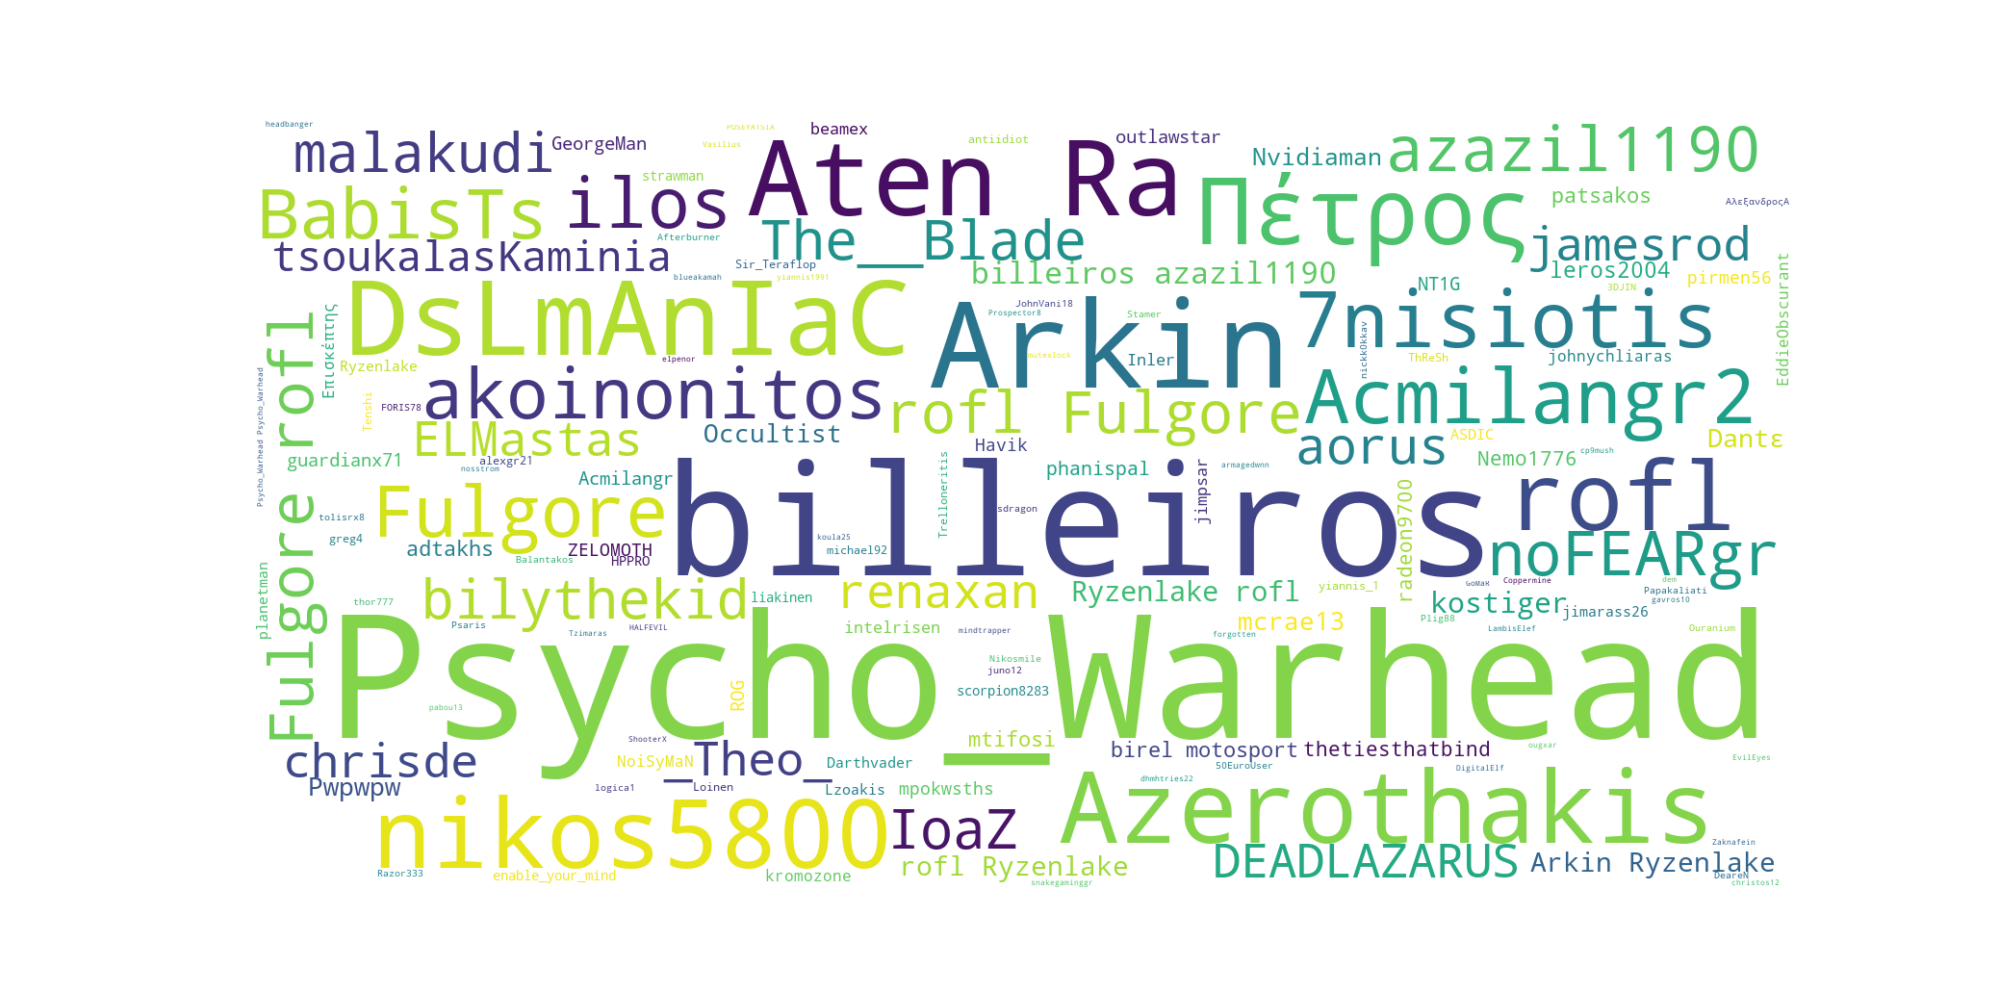 headbanger
malakudi
GeorgeMan
Vasilius
beamex
antiidiot
outlawstar
Nvidiaman
azazil1190
BabisTs
ilos
strawman
Aten Ra
Πέτρος
patsakos
ΑλεξανδροςΑ
tsoukalasKaminia
Afterburner
The__Blade
jamesrod
blueakamah
Sir_Teraflop
yiannis1991
billeiros azazil1190
leros2004
pirmen56
NT1G
3DJIN
EddieObscurant
Fulgore rofl
Επισκέπτης
DsLmAnIaC
Arkin
JohnVani18
Prospector8
Stamer
7nisiotis
Ryzenlake
elpenor
mutexlock
Inler
nickkOkkav
ThReSh
johnychliaras
Psycho_Warhead Psycho_Warhead
Tenshi
FORIS78
akoinonitos
rofl Fulgore
Acmilangr2
ELMastas
Occultist
Havik
aorus
ASDIC
Dantε
guardianx71
alexgr21
nosstrom
Acmilangr
phanispal
armagedwnn
Nemo1776
cp9mush
Trelloneritis
jimpsar
radeon9700
Fulgore
billeiros
rofl
tolisrx8
greg4
sdragon
adtakhs
ZELOMOTH
HPPRO
Balantakos
koula25
michael92
noFEARgr
planetman
thor777
bilythekid
liakinen
renaxan
Ryzenlake rofl
yiannis_1
GoMaR
Coppermine
dem
Papakaliati
gavros10
kostiger
jimarass26
Psaris
Tzimaras
HALFEVIL
intelrisen
mindtrapper
forgotten
mcrae13
Plig88
LambisElef
Ouranium
Psycho_Warhead
Nikosmile
juno12
scorpion8283
ROG
pabou13
ShooterX
mtifosi
birel motosport
thetiesthatbind
ougxar
EvilEyes
chrisde
NoiSyMaN
_Theo_
Darthvader
50EuroUser
DigitalElf
Pwpwpw
logica1
Loinen
Lzoakis
mpokwsths
dhmhtries22
nikos5800
IoaZ
Azerothakis
Zaknafein
Razor333
enable_your_mind
kromozone
rofl Ryzenlake
snakegaminggr
DEADLAZARUS
Arkin Ryzenlake
DeareN
christos12